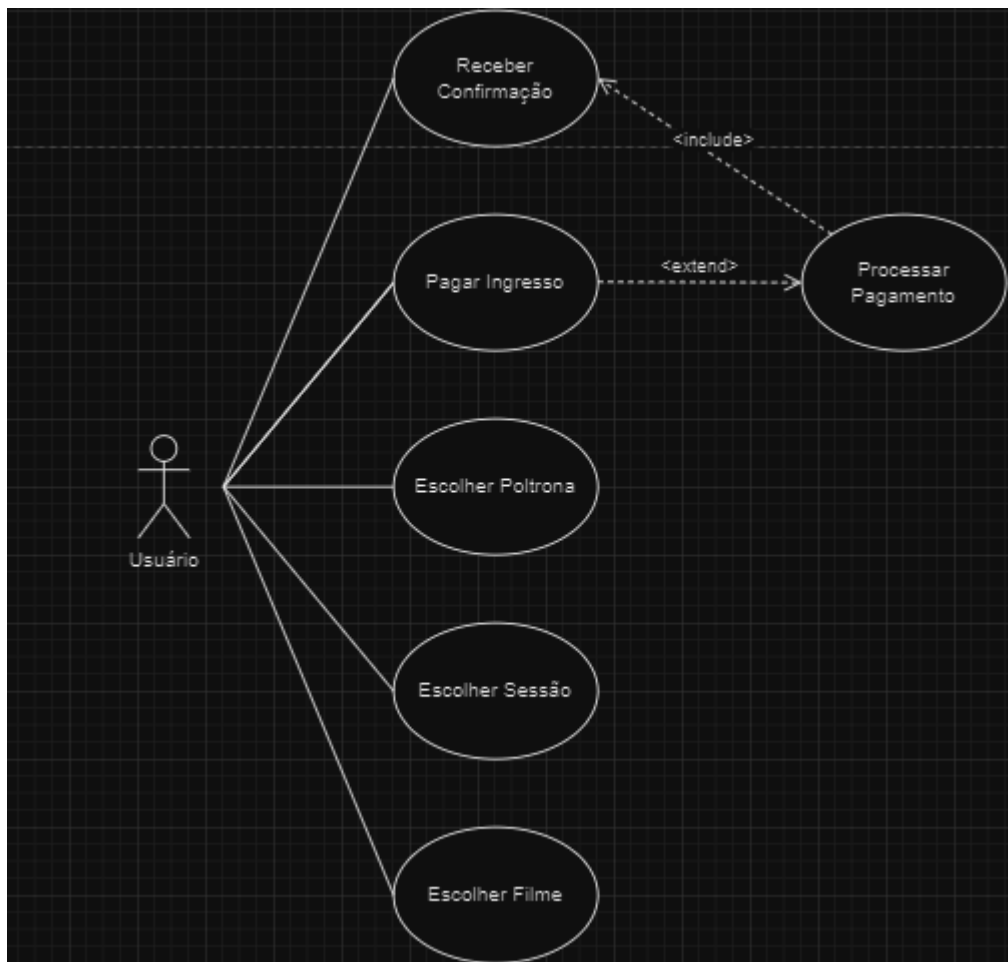 Receber
Confirmação
<include>
Pagar Ingresso
<extend>
Processar
Pagamento
Escolher Poltrona
Usuário
Escolher Sessão
Escolher Filme